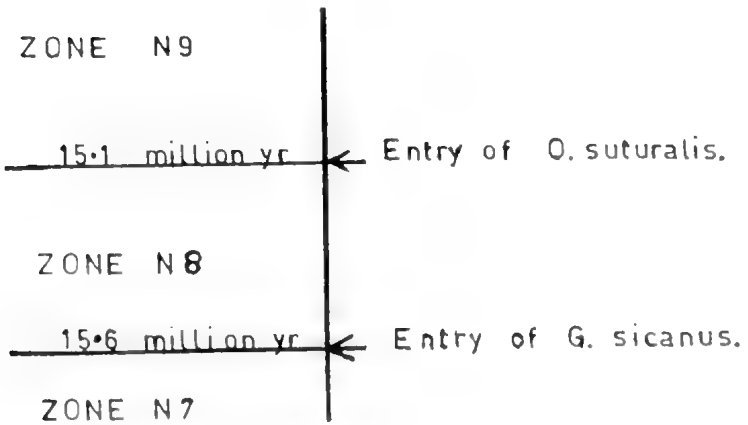 ZONE N9
15·1 million yr Entry of O. suturalis.
ZONE N8
15·6 million yr Entry of G. sicanus.
ZONE N7